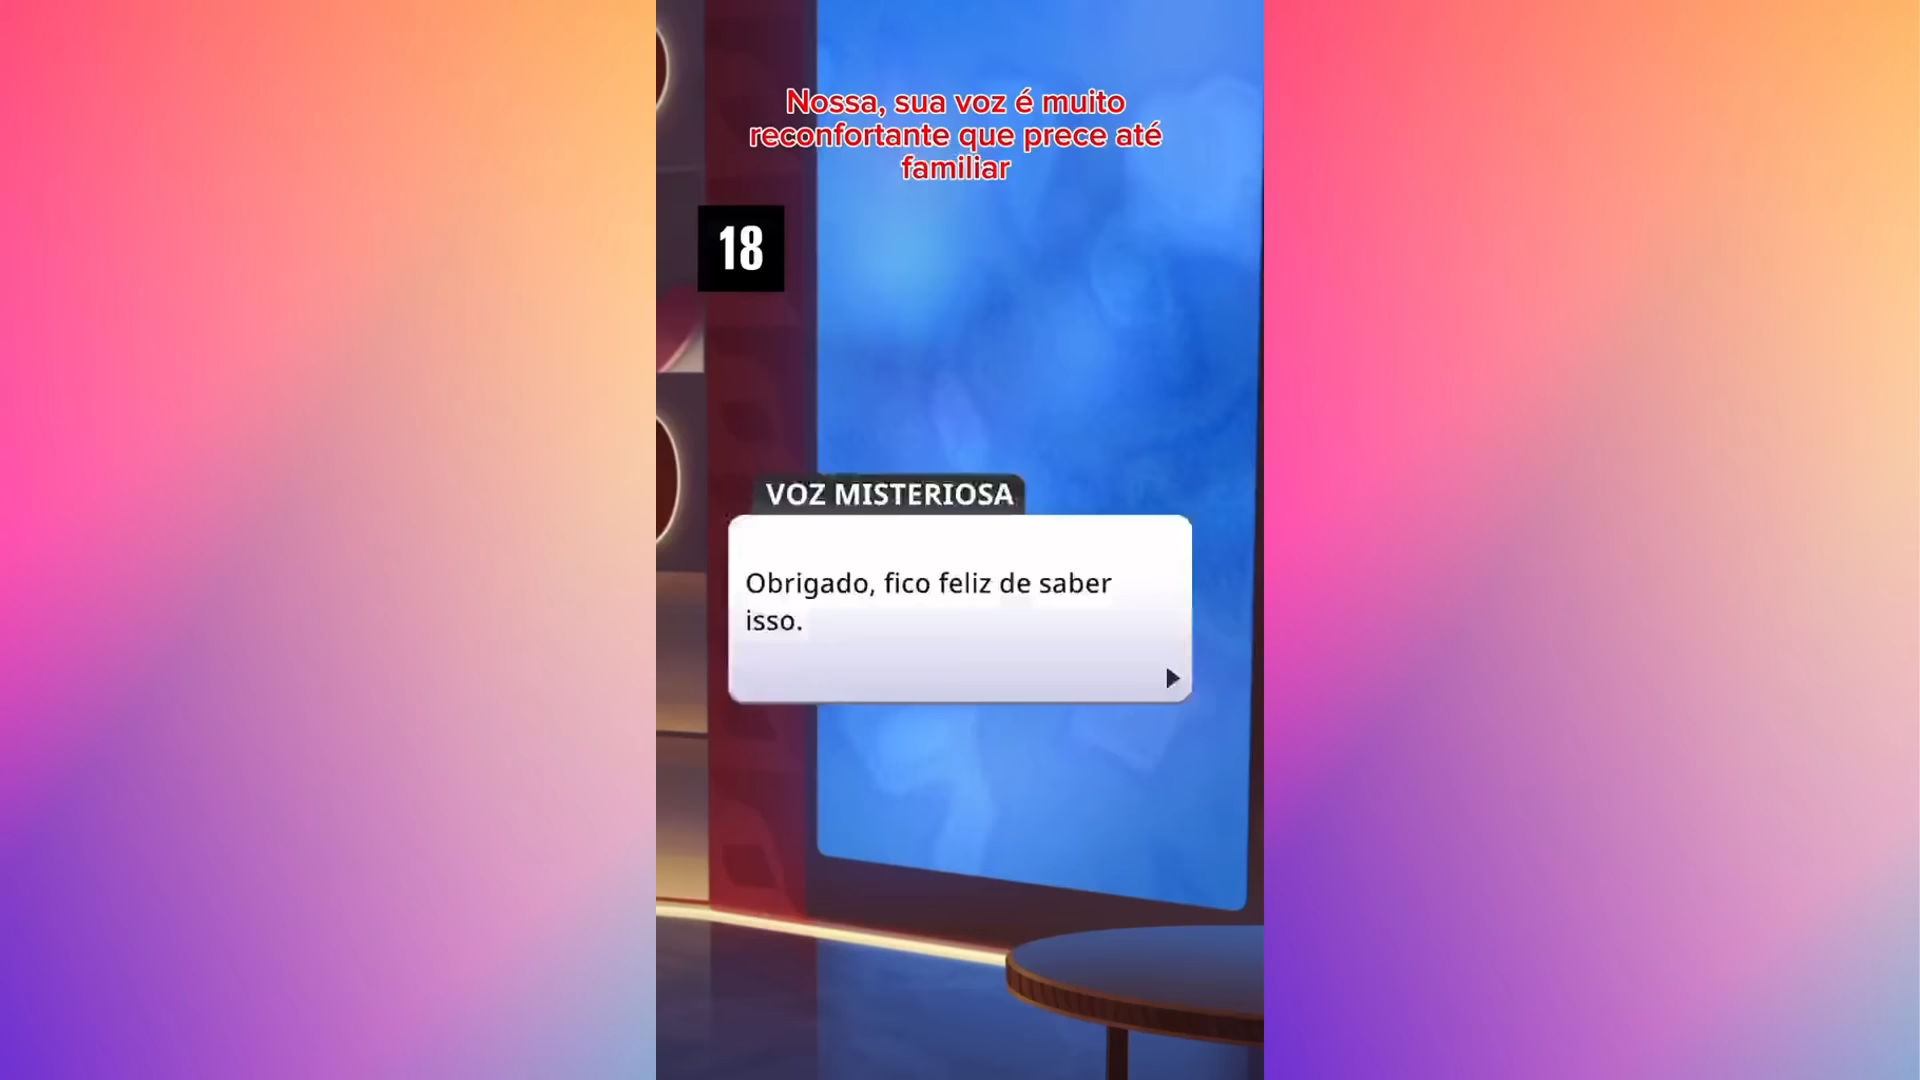 Nossa, sua voz é muito
reconfortante que prece até
familiar
18
VOZ MISTERIOSA
Obrigado, fico feliz de saber
isso.